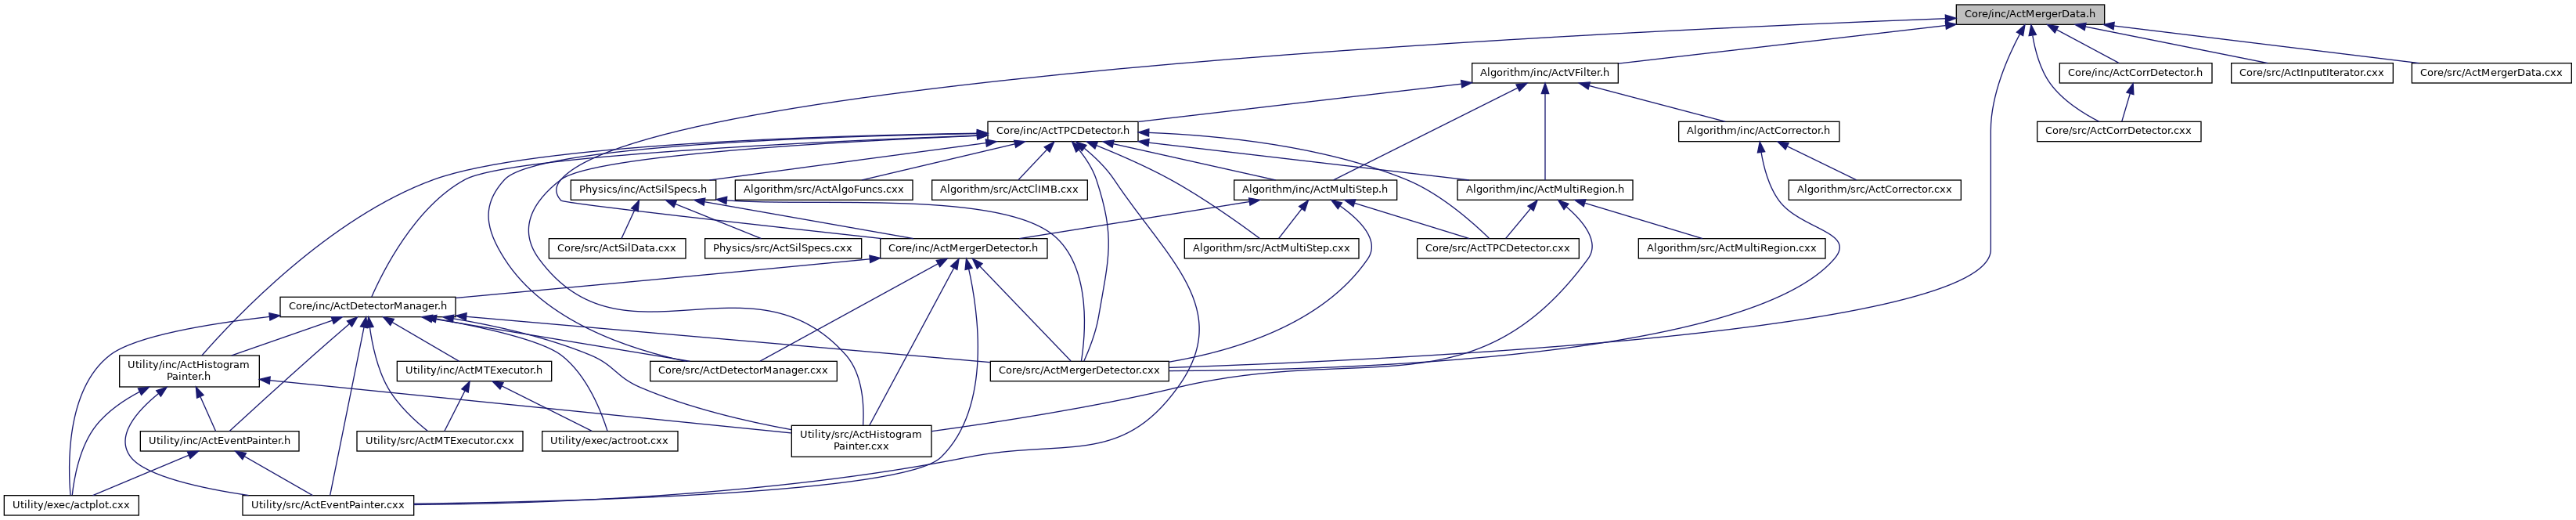 Core/inc/ActMergerData.h
Algorithm/inc/ActVFilter.h
Core/inc/ActCorrDetector.h
Core/src/ActInputIterator.cxx
Core/src/ActMergerData.cxx
Core/inc/ActTPCDetector.h
Algorithm/inc/ActCorrector.h
Core/src/ActCorrDetector.cxx
Physics/inc/ActSilSpecs.h
Algorithm/src/ActAlgoFuncs.cxx
Algorithm/src/ActClIMB.cxx
Algorithm/inc/ActMultiStep.h
Algorithm/inc/ActMultiRegion.h
Algorithm/src/ActCorrector.cxx
Core/src/ActSilData.cxx
Physics/src/ActSilSpecs.cxx
Core/inc/ActMergerDetector.h
Algorithm/src/ActMultiStep.cxx
Core/src/ActTPCDetector.cxx
Algorithm/src/ActMultiRegion.cxx
Core/inc/ActDetectorManager.h
Utility/inc/ActHistogram
Painter.h
Utility/inc/ActMTExecutor.h
Core/src/ActDetectorManager.cxx
Core/src/ActMergerDetector.cxx
Utility/inc/ActEventPainter.h
Utility/src/ActMTExecutor.cxx
Utility/exec/actroot.cxx
Utility/src/ActHistogram
Painter.cxx
Utility/exec/actplot.cxx
Utility/src/ActEventPainter.cxx